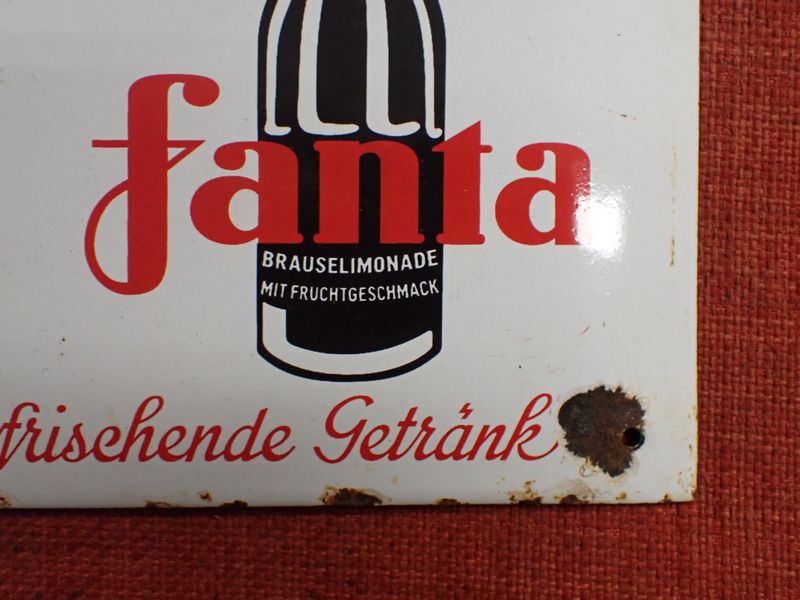 fanta
BRAUSELIMONADE
MIT FRUCHTGESCHMACK
frischende Getränk